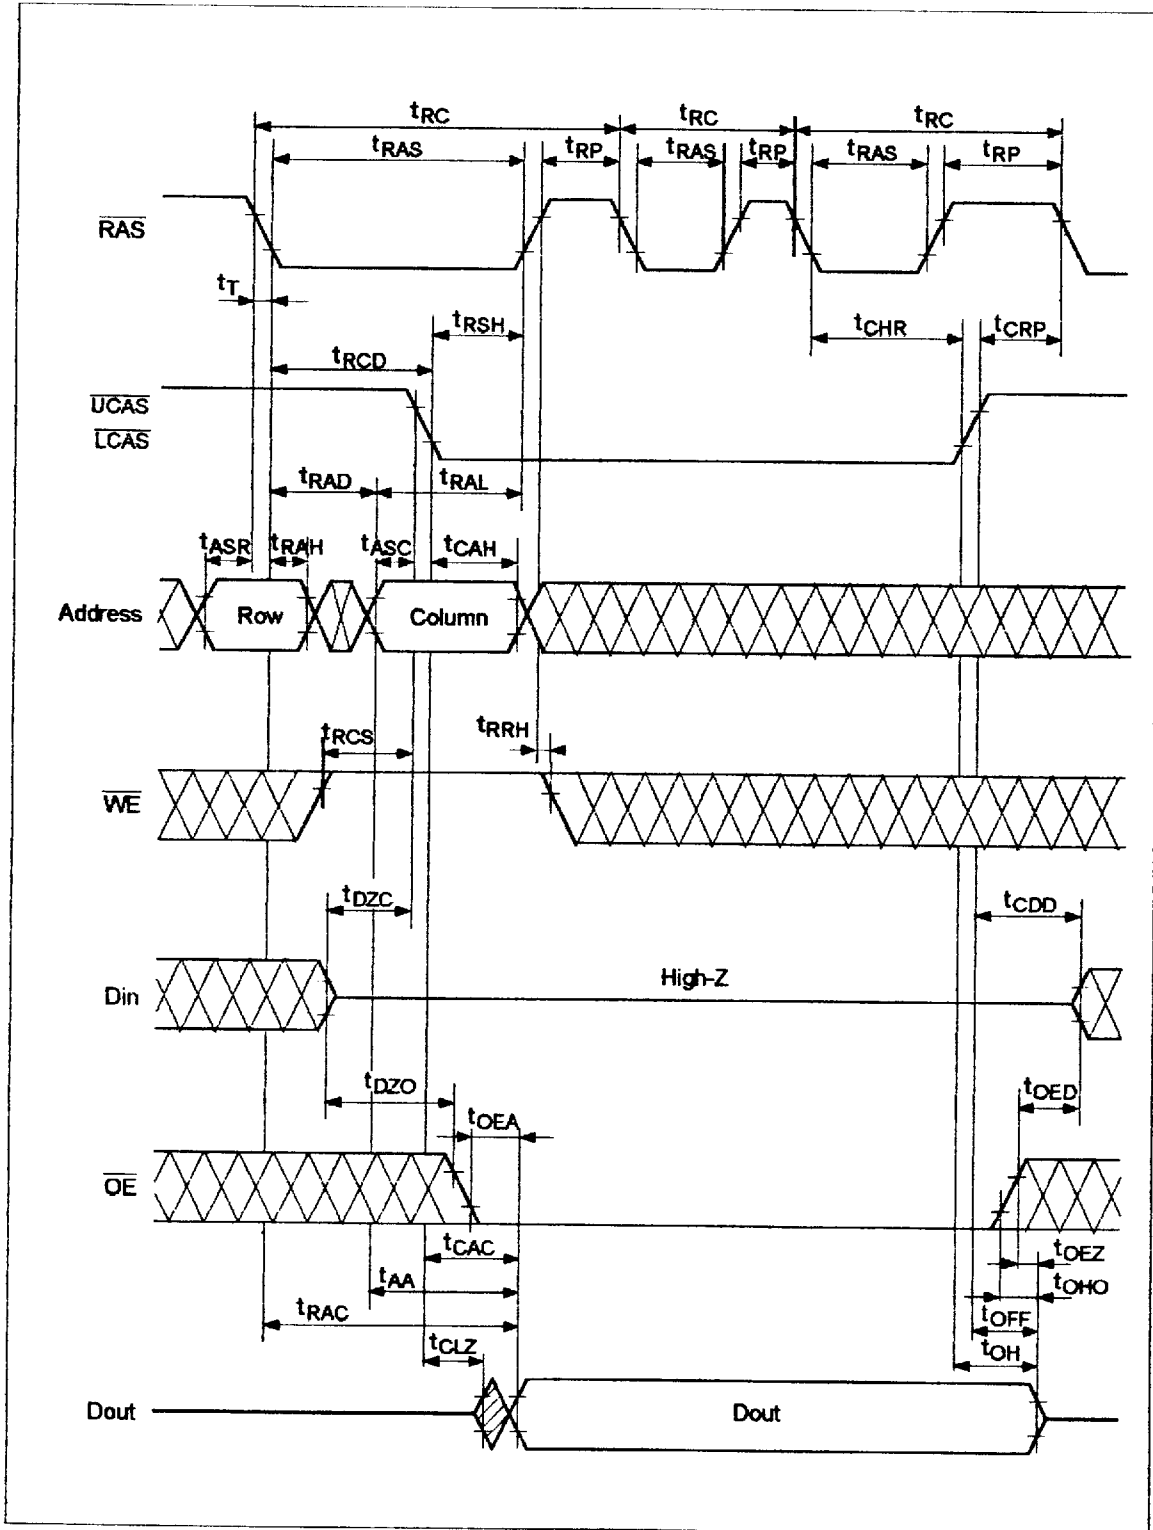 tRC tRC tRC
tRAS tRP tRAS tRP tRAS tRP
RAS
tT
tRSH tCHR tCRP
tRCD
UCAS
LCAS
tRAD tRAL
tASR tRAH tASC tCAH
Address Row Column
tRCS tRRH
WE
tDZC tCDD
High-Z
Din
tDZO tOED
tOEA
OE
tCAC tOEZ
tAA tOHO
tRAC tOFF
tCLZ tOH
Dout Dout